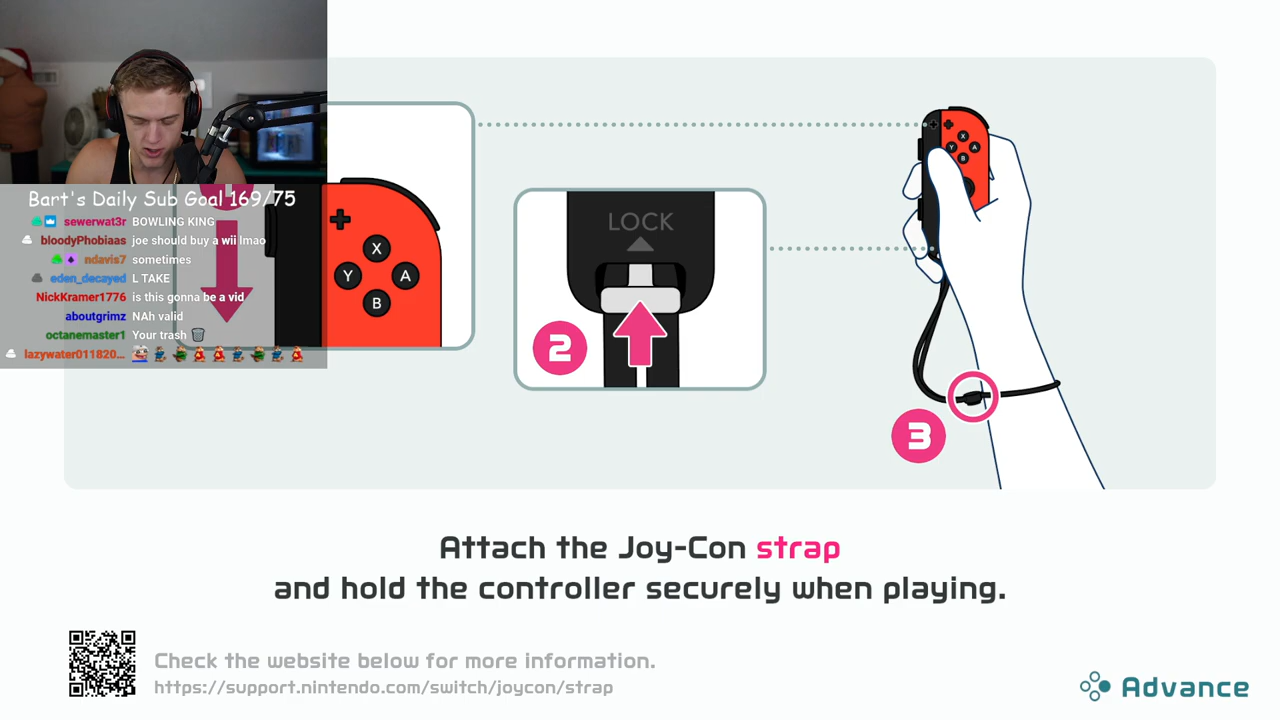 Bart's Daily Sub Goal 169/75
sewerwat3r BOWLING KING
bloodyPhobiaas joe should buy a wii lmao
ndavis7 sometimes
eden_decayed L TAKE
NickKramer1776 is this gonna be a vid
aboutgrimz NAh valid
octanemaster1 Your trash
lazywater011820...
X
Y A
B
LOCK
2
X
Y A
B
3
Attach the Joy-Con strap
and hold the controller securely when playing.
Check the website below for more information.
https://support.nintendo.com/switch/joycon/strap
Advance